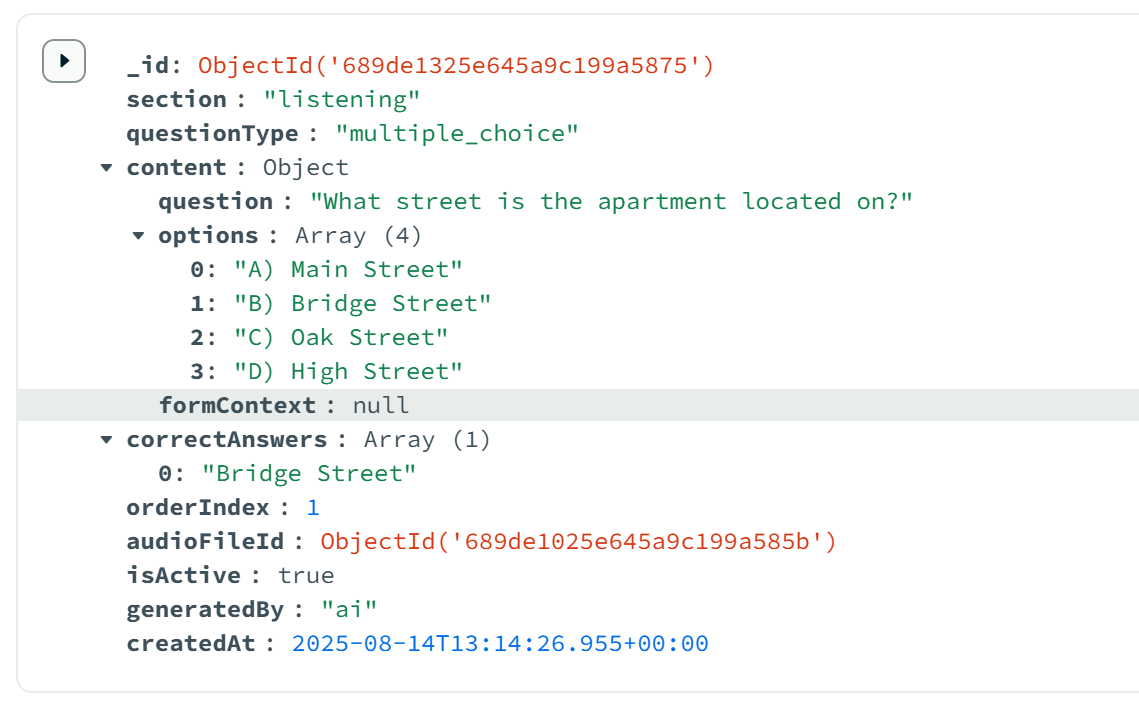 _id: ObjectId('689de1325e645a9c199a5875')
section : "listening"
questionType : "multiple_choice"
content : Object
question : "What street is the apartment located on?"
options : Array (4)
0: "A) Main Street"
1: "B) Bridge Street"
2: "C) Oak Street"
3: "D) High Street"
formContext : null
correctAnswers : Array (1)
0: "Bridge Street"
orderIndex : 1
audioFileId : ObjectId('689de1025e645a9c199a585b')
isActive : true
generatedBy : "ai"
createdAt : 2025-08-14T13:14:26.955+00:00